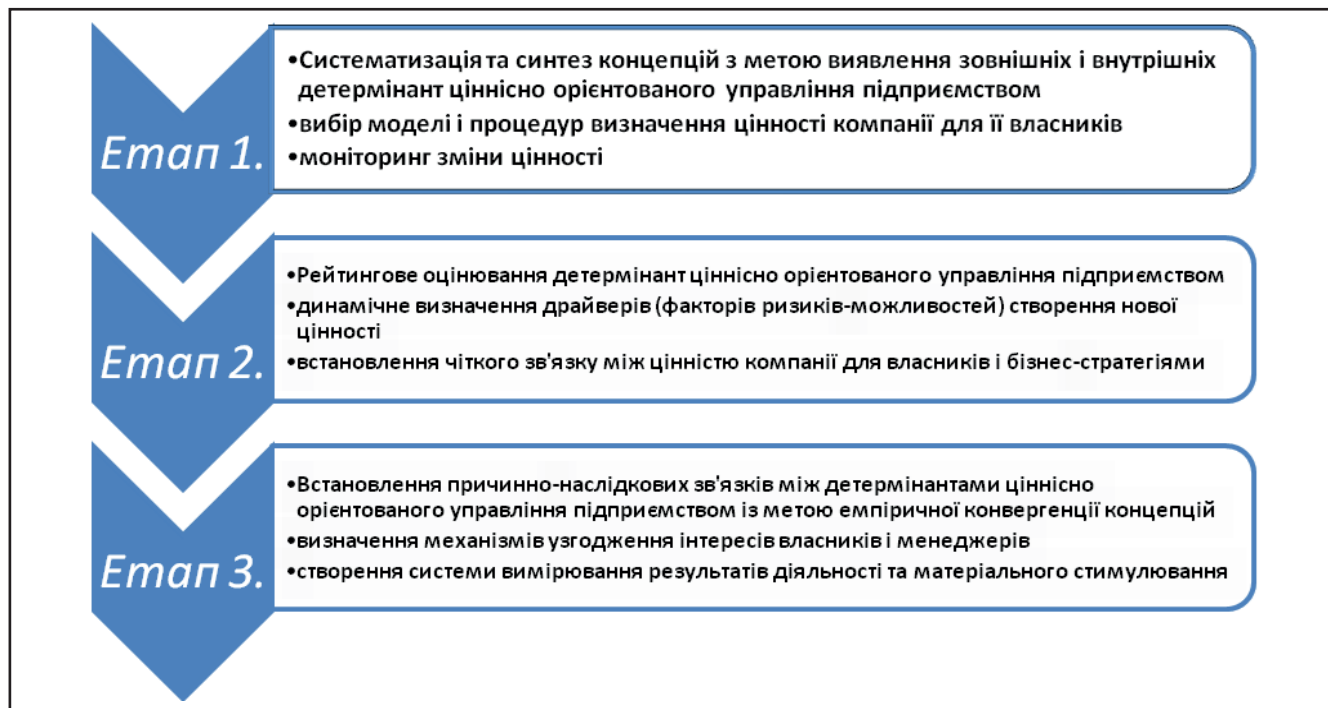 Етап 1.
•Систематизація та синтез концепцій з метою виявлення зовнішніх і внутрішніх
детермінант ціннісно орієнтованого управління підприємством
•вибір моделі і процедур визначення цінності компанії для її власників
•моніторинг зміни цінності
Етап 2.
•Рейтингове оцінювання детермінант ціннісно орієнтованого управління підприємством
•динамічне визначення драйверів (факторів ризиків-можливостей) створення нової
цінності
•встановлення чіткого зв'язку між цінністю компанії для власників і бізнес-стратегіями
Етап 3.
•Встановлення причинно-наслідкових зв'язків між детермінантами ціннісно
орієнтованого управління підприємством із метою емпіричної конвергенції концепцій
•визначення механізмів узгодження інтересів власників і менеджерів
•створення системи вимірювання результатів діяльності та матеріального стимулювання